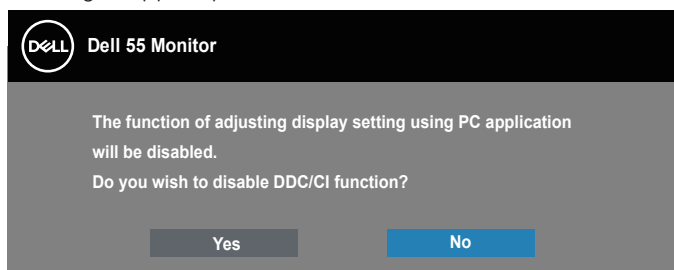 DELL
Dell 55 Monitor
The function of adjusting display setting using PC application
will be disabled.
Do you wish to disable DDC/CI function?
Yes
No